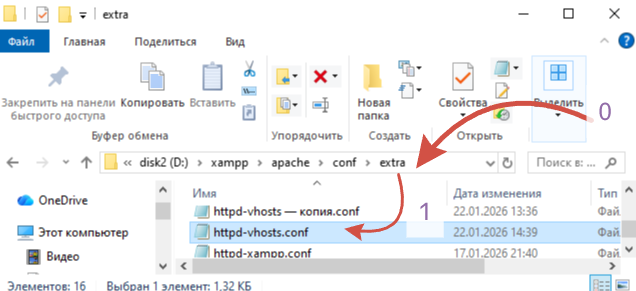 extra
Файл Главная Поделиться Вид
Закрепить на панели быстрого доступа
Копировать
Вставить
Новая папка
Свойства
Выделить
0
Буфер обмена Упорядочить Создать Открыть
« disk2 (D:) › xampp › apache › conf › extra
Поиск в: ...
Имя Дата изменения Тип
OneDrive
Этот компьютер
Видео
httpd-vhosts — копия.conf 22.01.2026 13:36 Фай
httpd-vhosts.conf 22.01.2026 14:39 Фай
httpd-xampp.conf 17.01.2026 21:40 Фай
1
Элементов: 16 Выбран 1 элемент: 1,32 КБ